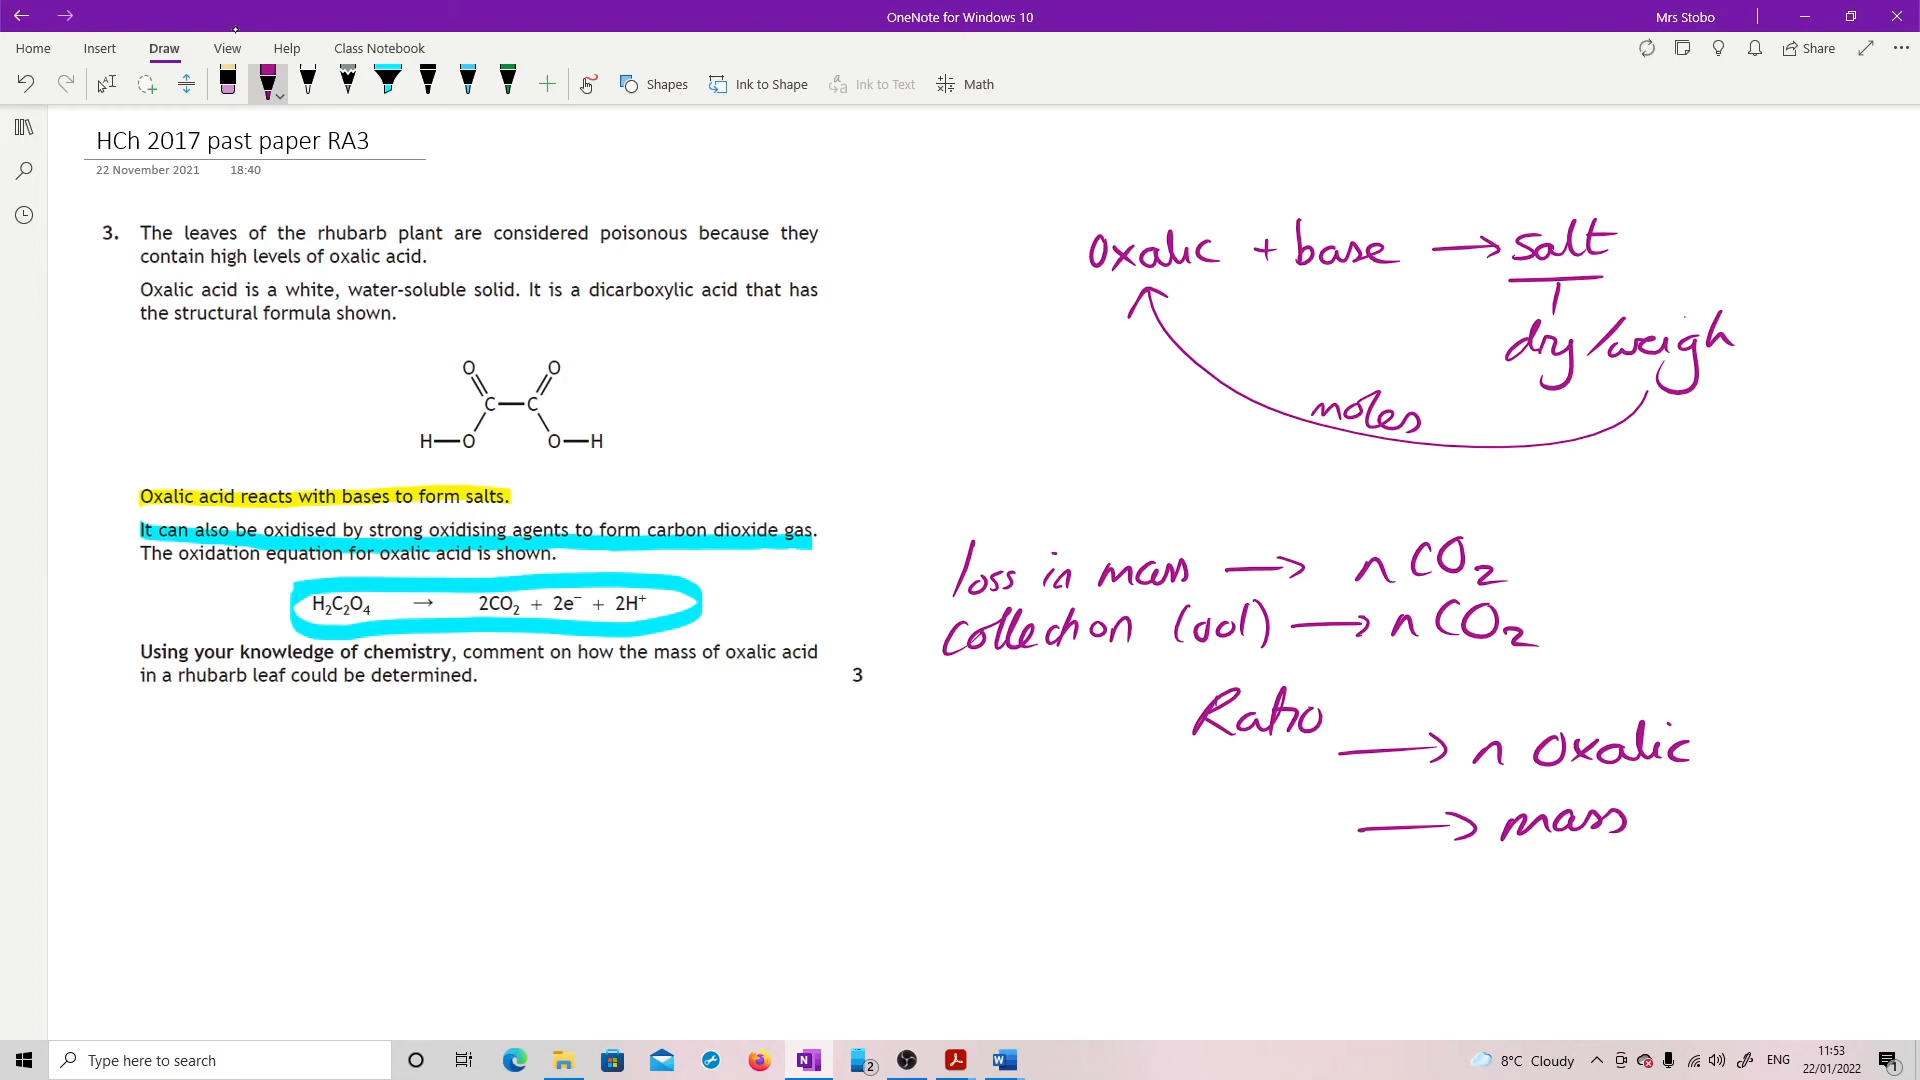 OneNote for Windows 10
Mrs Stobo
Home Insert Draw View Help Class Notebook
Share
Shapes Ink to Shape Ink to Text Math
HCh 2017 past paper RA3
22 November 2021 18:40
3. The leaves of the rhubarb plant are considered poisonous because they
contain high levels of oxalic acid.
Oxalic acid is a white, water-soluble solid. It is a dicarboxylic acid that has
the structural formula shown.
O O
C—C
H—O O—H
Oxalic acid reacts with bases to form salts.
It can also be oxidised by strong oxidising agents to form carbon dioxide gas.
The oxidation equation for oxalic acid is shown.
H₂C₂O₄ → 2CO₂ + 2e⁻ + 2H⁺
Using your knowledge of chemistry, comment on how the mass of oxalic acid
in a rhubarb leaf could be determined.
3
oxalic + base → salt
dry/weigh
moles
loss in mass → n CO₂
collection (vol) → n CO₂
Ratio
→ n oxalic
→ mass
Type here to search
2
8°C Cloudy
ENG
11:53
22/01/2022
1